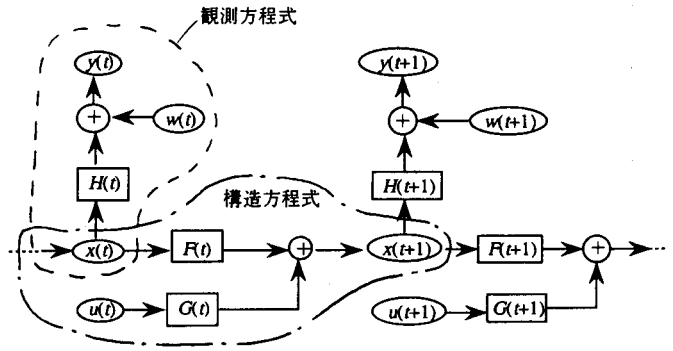 観測方程式
y(t)
y(t+1)
+
w(t)
+
w(t+1)
H(t)
H(t+1)
構造方程式
x(t)
F(t)
+
x(t+1)
F(t+1)
+
u(t)
G(t)
u(t+1)
G(t+1)